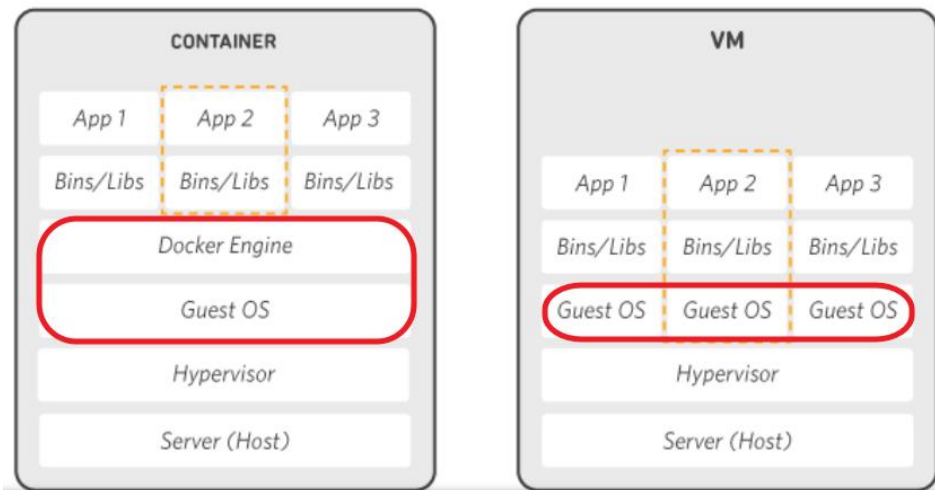 CONTAINER
App 1 App 2 App 3
Bins/Libs Bins/Libs Bins/Libs
Docker Engine
Guest OS
Hypervisor
Server (Host)
VM
App 1 App 2 App 3
Bins/Libs Bins/Libs Bins/Libs
Guest OS Guest OS Guest OS
Hypervisor
Server (Host)